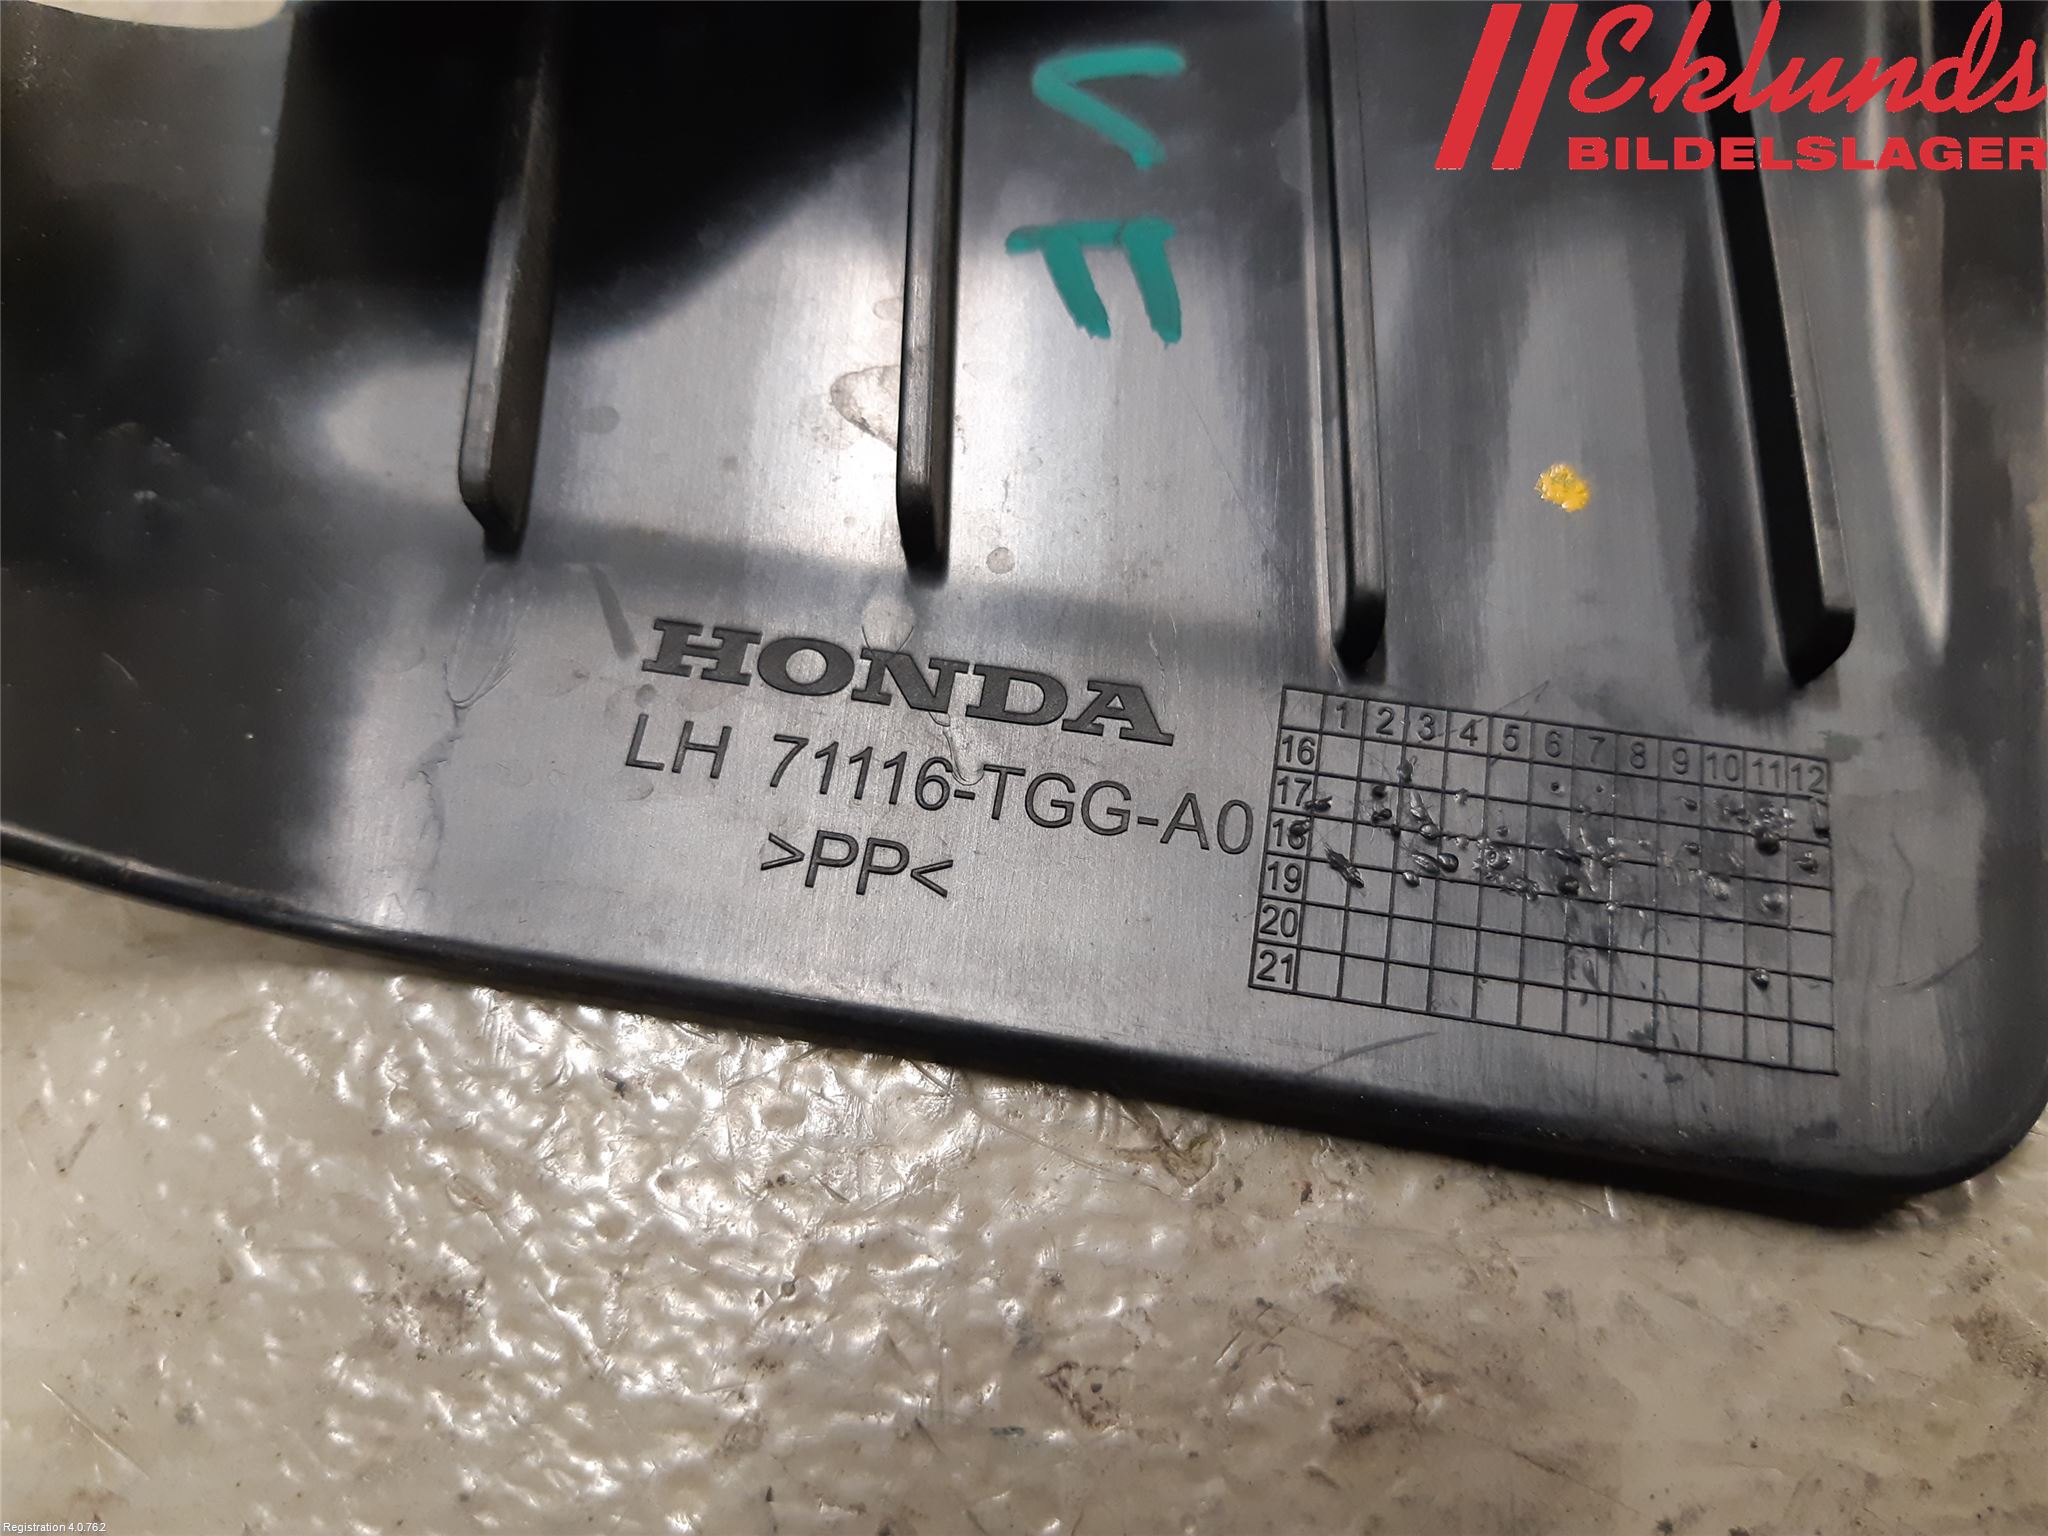 Eklunds
BILDELSLAGER
VF
HONDA
LH 71116-TGG-A0
>PP<
1 2 3 4 5 6 7 8 9 10 11 12
16
17
18
19
20
21
Registration 4.0.762